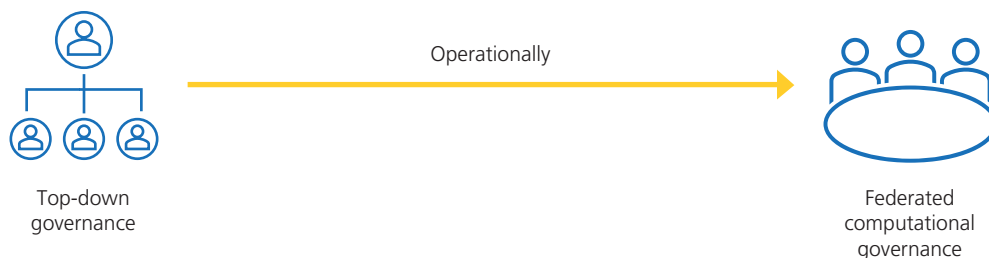 Operationally
Top-down
governance
Federated
computational
governance